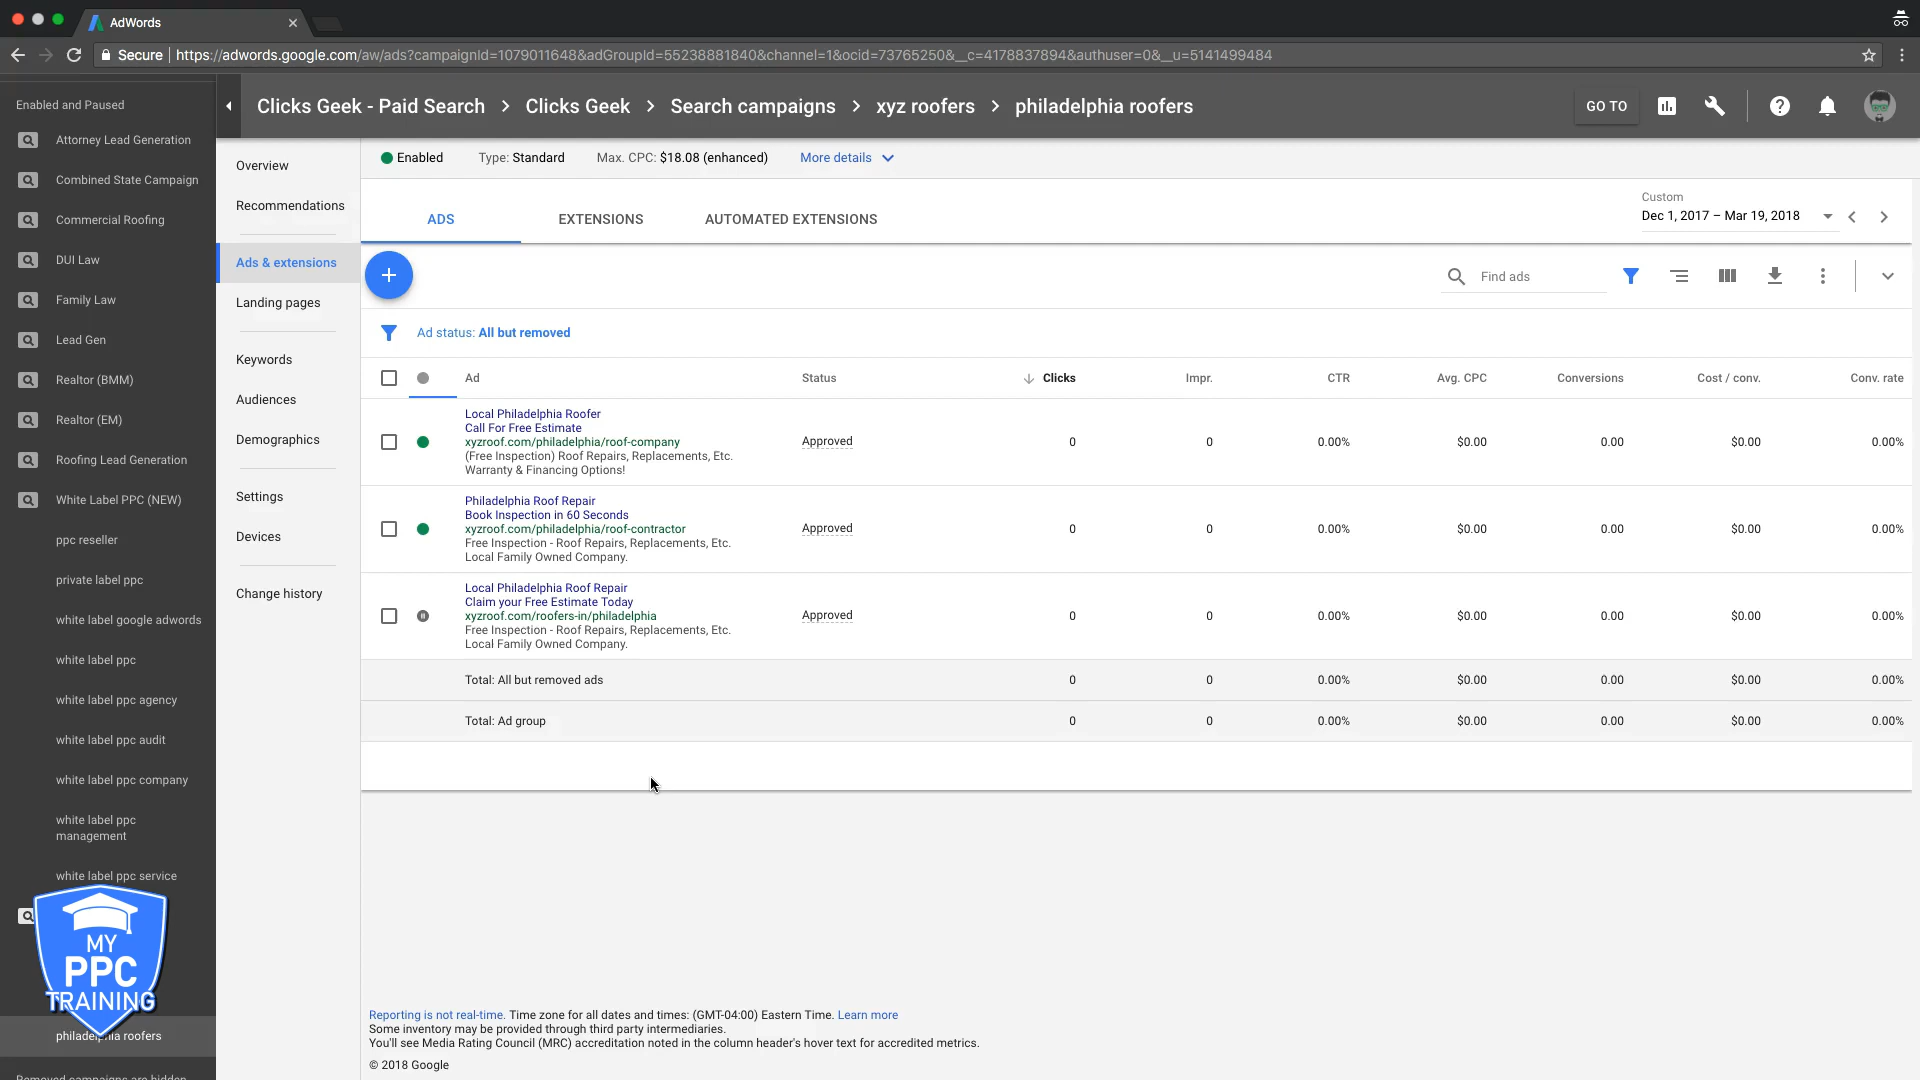 AdWords
Secure https://adwords.google.com/aw/ads?campaignId=1079011648&adGroupId=55238881840&channel=1&ocid=73765250&__c=4178837894&authuser=0&__u=5141499484
Clicks Geek - Paid Search > Clicks Geek > Search campaigns > xyz roofers > philadelphia roofers
GO TO
Enabled and Paused
Attorney Lead Generation
Combined State Campaign
Commercial Roofing
DUI Law
Family Law
Lead Gen
Realtor (BMM)
Realtor (EM)
Roofing Lead Generation
White Label PPC (NEW)
ppc reseller
private label ppc
white label google adwords
white label ppc
white label ppc agency
white label ppc audit
white label ppc company
white label ppc
management
white label ppc service
MY
PPC
TRAINING
philadelphia roofers
Removed campaigns are hidden
Overview
Recommendations
Ads & extensions
Landing pages
Keywords
Audiences
Demographics
Settings
Devices
Change history
Enabled Type: Standard Max. CPC: $18.08 (enhanced) More details
ADS EXTENSIONS AUTOMATED EXTENSIONS
Custom
Dec 1, 2017 – Mar 19, 2018
Find ads
Ad status: All but removed
Ad Status Clicks Impr. CTR Avg. CPC Conversions Cost / conv. Conv. rate
Local Philadelphia Roofer
Call For Free Estimate
xyzroof.com/philadelphia/roof-company
(Free Inspection) Roof Repairs, Replacements, Etc.
Warranty & Financing Options!
Approved 0 0 0.00% $0.00 0.00 $0.00 0.00%
Philadelphia Roof Repair
Book Inspection in 60 Seconds
xyzroof.com/philadelphia/roof-contractor
Free Inspection - Roof Repairs, Replacements, Etc.
Local Family Owned Company.
Approved 0 0 0.00% $0.00 0.00 $0.00 0.00%
Local Philadelphia Roof Repair
Claim your Free Estimate Today
xyzroof.com/roofers-in/philadelphia
Free Inspection - Roof Repairs, Replacements, Etc.
Local Family Owned Company.
Approved 0 0 0.00% $0.00 0.00 $0.00 0.00%
Total: All but removed ads 0 0 0.00% $0.00 0.00 $0.00 0.00%
Total: Ad group 0 0 0.00% $0.00 0.00 $0.00 0.00%
Reporting is not real-time. Time zone for all dates and times: (GMT-04:00) Eastern Time. Learn more
Some inventory may be provided through third party intermediaries.
You'll see Media Rating Council (MRC) accreditation noted in the column header's hover text for accredited metrics.
© 2018 Google